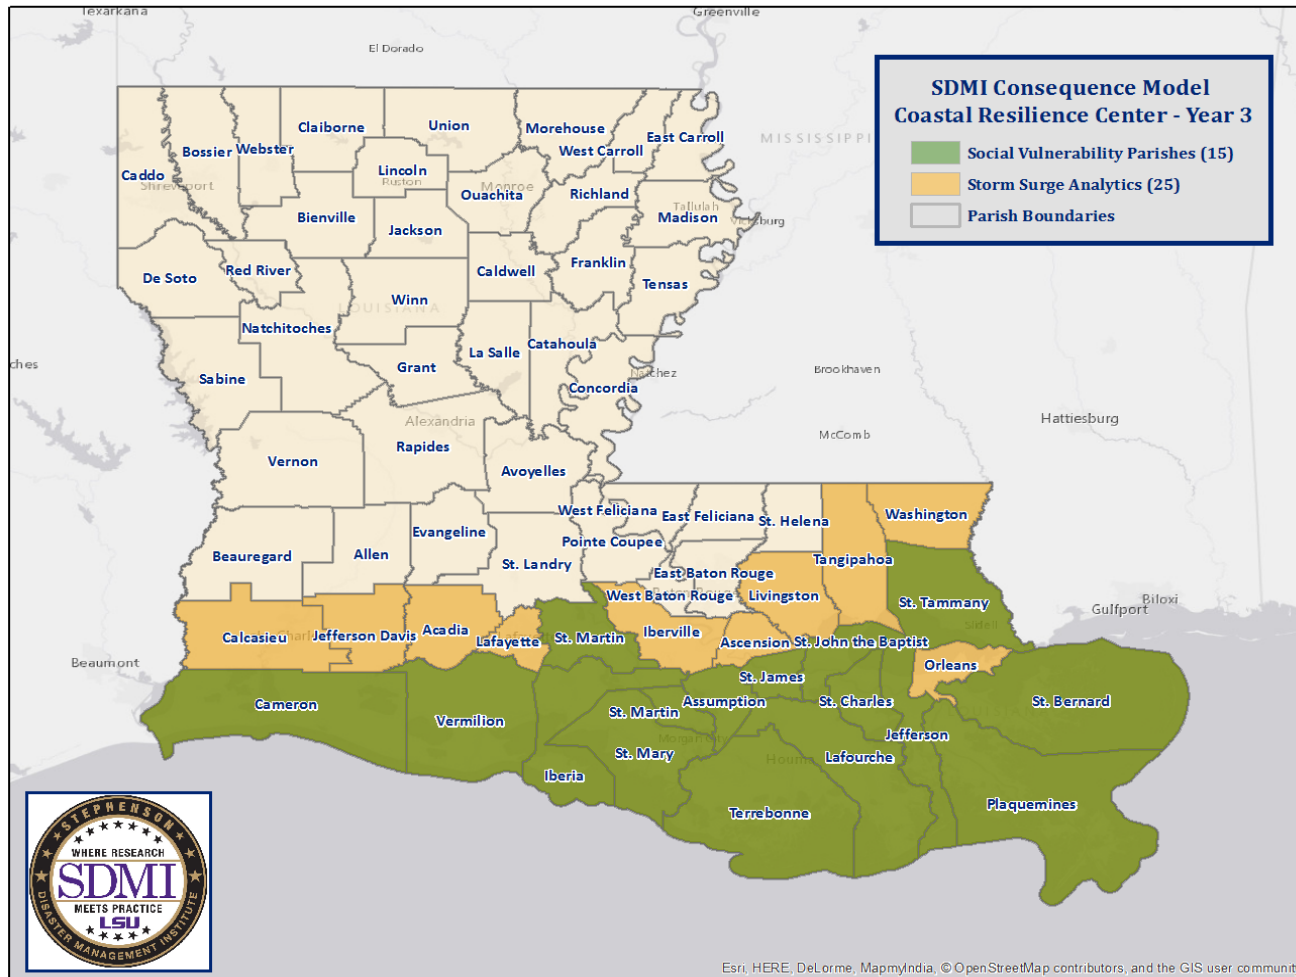 Texarkana
Greenville
El Dorado
SDMI Consequence Model
Coastal Resilience Center - Year 3
Social Vulnerability Parishes (15)
Storm Surge Analytics (25)
Parish Boundaries
MISSISSIPPI
Claiborne
Union
Morehouse
East Carroll
Bossier
Webster
West Carroll
Caddo
Shreveport
Lincoln
Ruston
Monroe
Ouachita
Richland
Tallulah
Madison
Vicksburg
Bienville
Jackson
De Soto
Red River
Caldwell
Franklin
Tensas
Winn
LOUISIANA
Natchitoches
La Salle
Catahoula
Grant
ches
Sabine
Concordia
Natchez
Brookhaven
Hattiesburg
Alexandria
McComb
Rapides
Vernon
Avoyelles
West Feliciana
East Feliciana
St. Helena
Washington
Evangeline
Pointe Coupee
Beauregard
Allen
St. Landry
Tangipahoa
East Baton Rouge
West Baton Rouge
Livingston
St. Tammany
Biloxi
Gulfport
Slidell
Calcasieu
Jefferson Davis
Acadia
Lafayette
St. Martin
Iberville
Ascension
St. John the Baptist
Beaumont
Orleans
St. James
Cameron
Vermilion
St. Martin
Assumption
St. Charles
St. Bernard
Jefferson
St. Mary
Lafourche
Iberia
Houma
Terrebonne
Plaquemines
STEPHENSON
WHERE RESEARCH
SDMI
MEETS PRACTICE
LSU
DISASTER MANAGEMENT INSTITUTE
Esri, HERE, DeLorme, MapmyIndia, © OpenStreetMap contributors, and the GIS user community